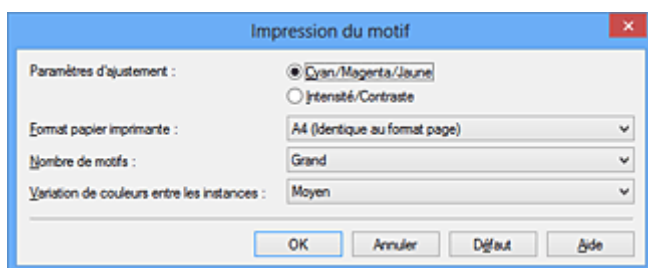 Impression du motif
Paramètres d'ajustement :
Cyan/Magenta/Jaune
Intensité/Contraste
Format papier imprimante :
A4 (Identique au format page)
Nombre de motifs :
Grand
Variation de couleurs entre les instances :
Moyen
OK Annuler Défaut Aide